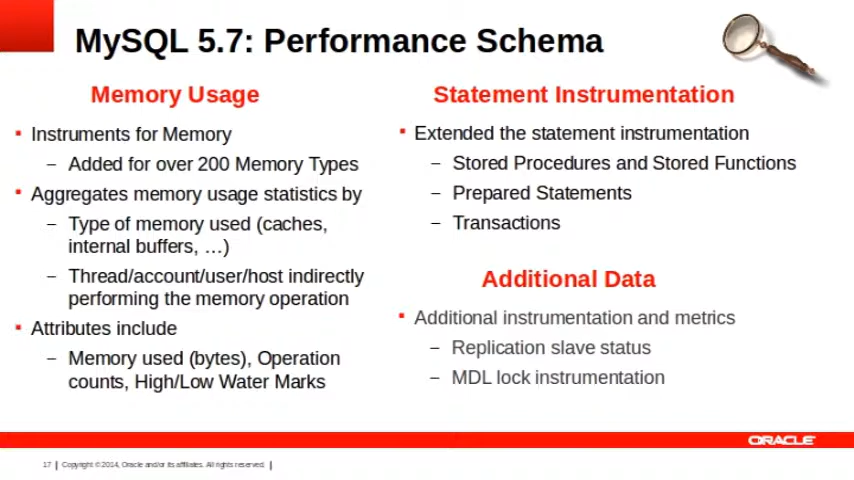 MySQL 5.7: Performance Schema
Memory Usage
▪ Instruments for Memory
– Added for over 200 Memory Types
▪ Aggregates memory usage statistics by
– Type of memory used (caches,
internal buffers, …)
– Thread/account/user/host indirectly
performing the memory operation
▪ Attributes include
– Memory used (bytes), Operation
counts, High/Low Water Marks
Statement Instrumentation
▪ Extended the statement instrumentation
– Stored Procedures and Stored Functions
– Prepared Statements
– Transactions
Additional Data
▪ Additional instrumentation and metrics
– Replication slave status
– MDL lock instrumentation
ORACLE
17 | Copyright © 2014, Oracle and/or its affiliates. All rights reserved. |